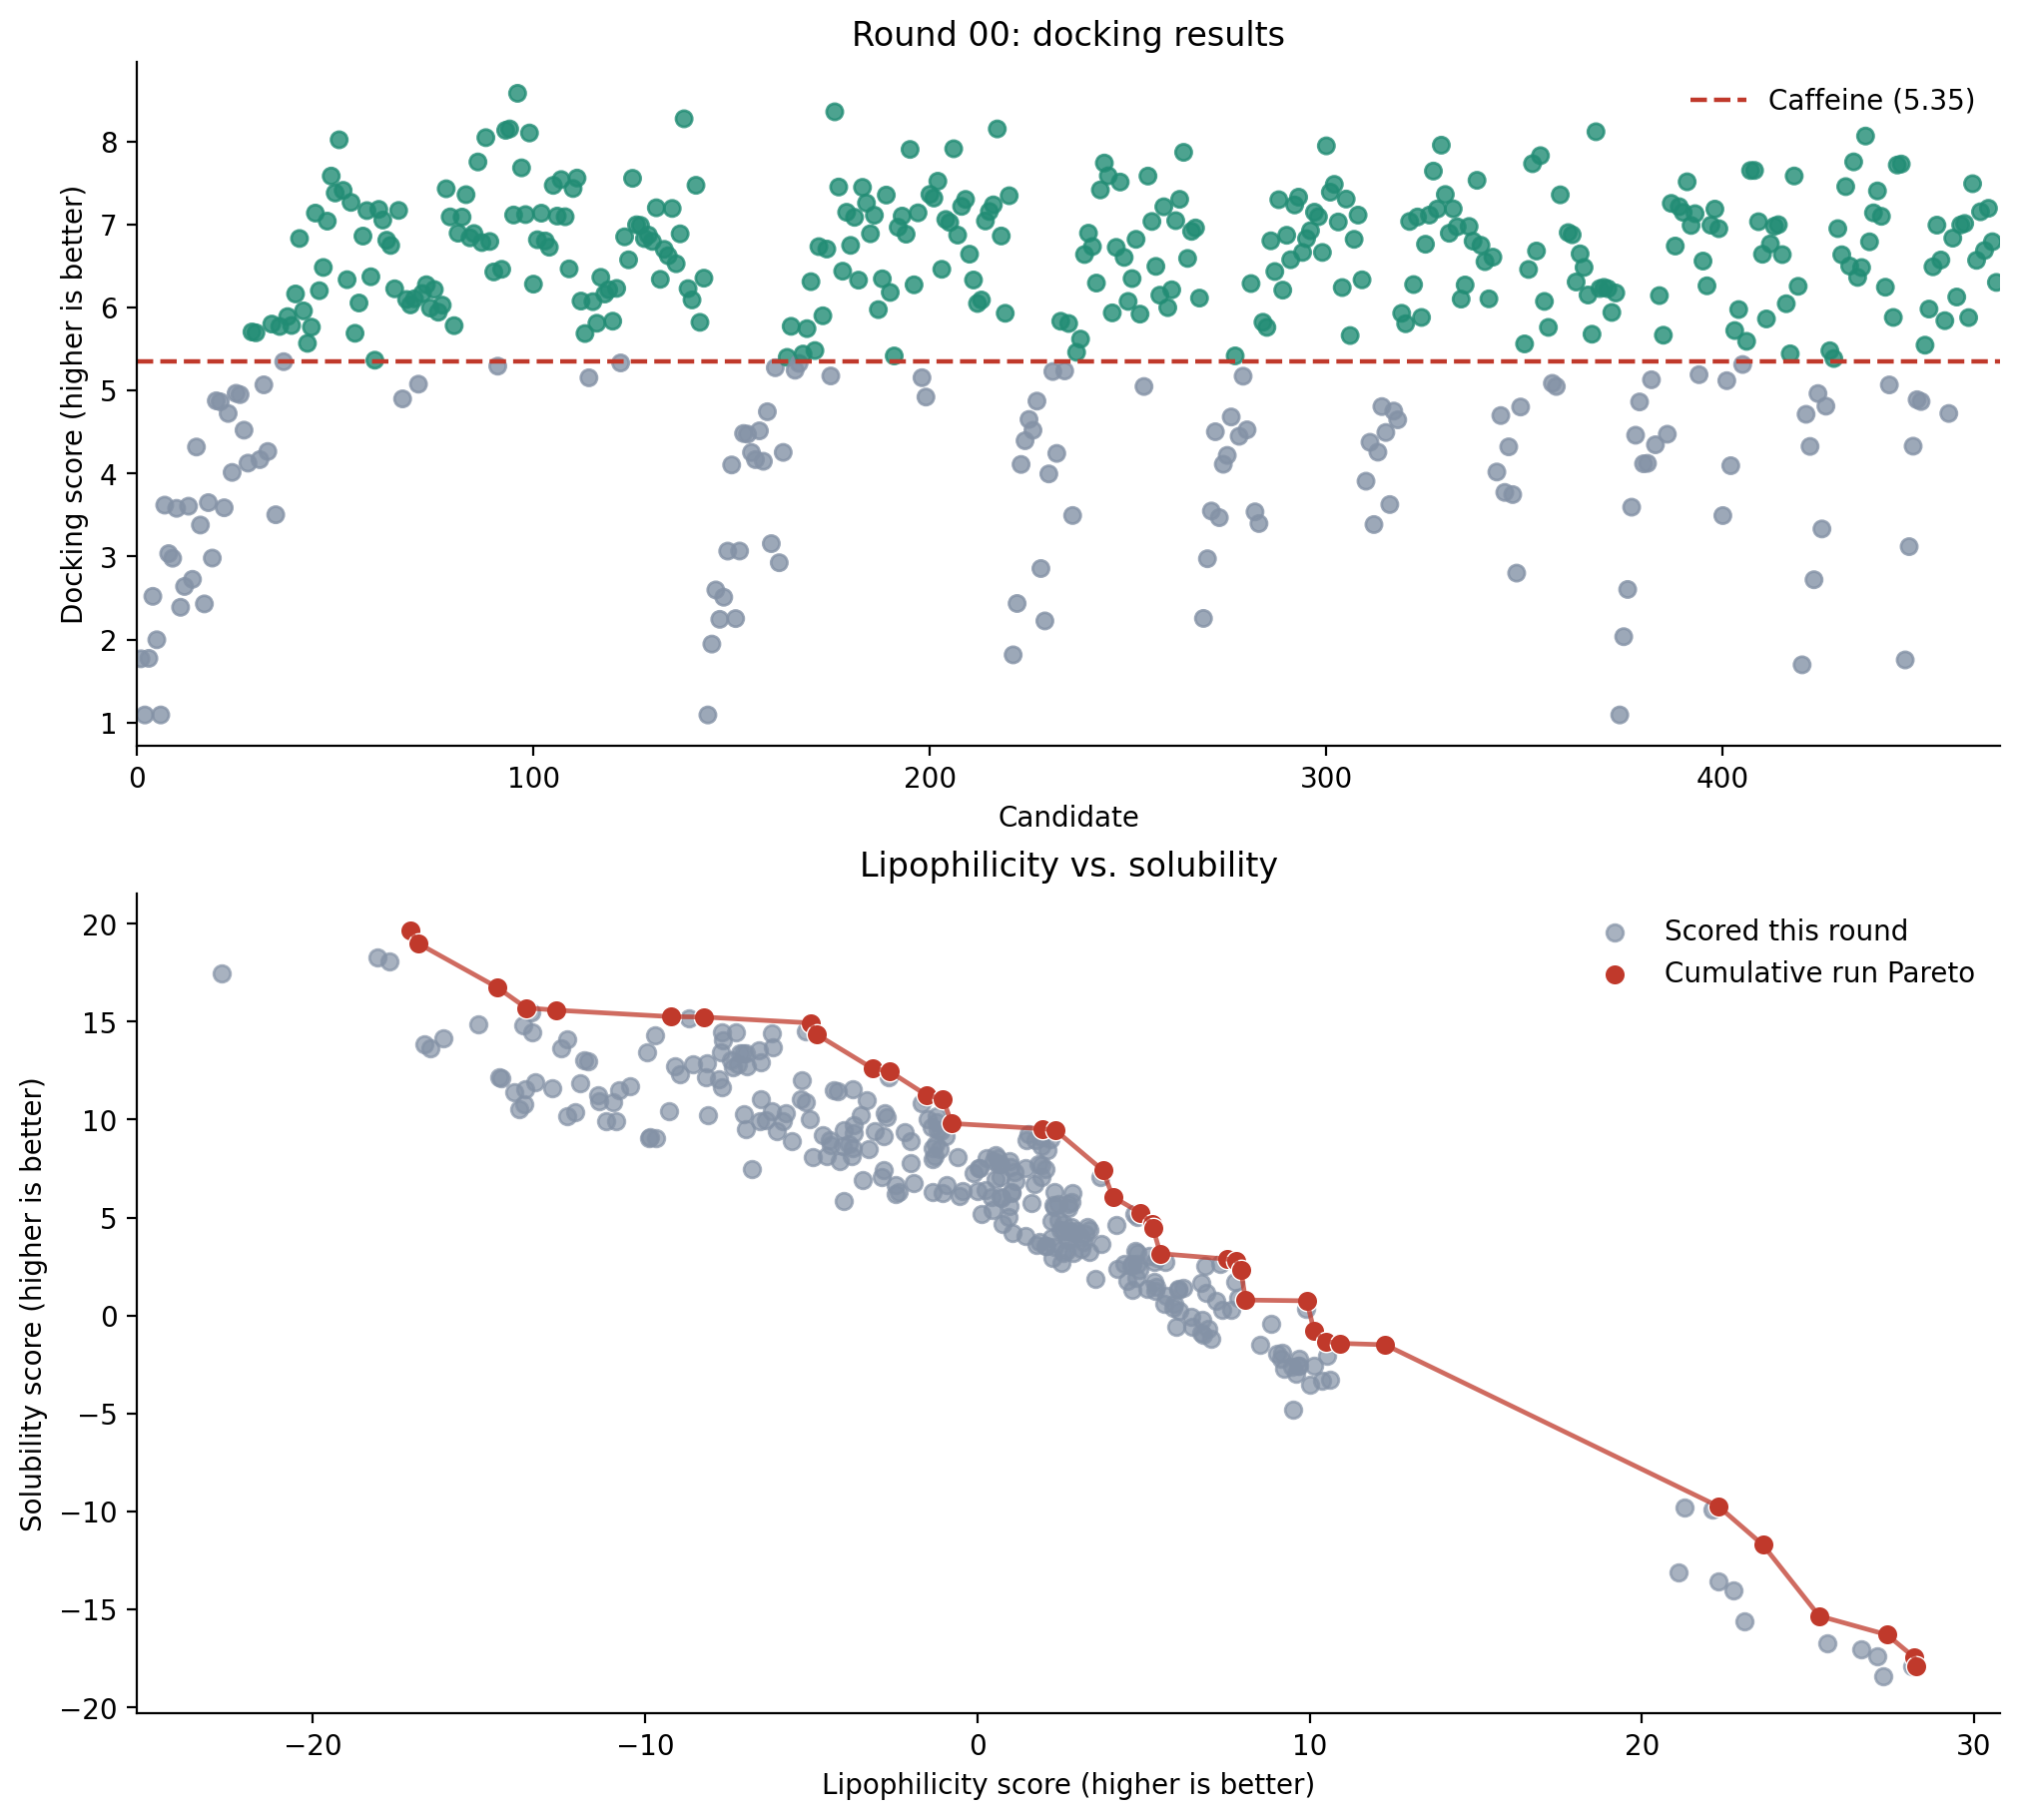 Round 00: docking results
Docking score (higher is better)
8
7
6
5
4
3
2
1
Caffeine (5.35)
0 100 200 300 400
Candidate
Lipophilicity vs. solubility
Solubility score (higher is better)
20
15
10
5
0
−5
−10
−15
−20
Scored this round
Cumulative run Pareto
−20 −10 0 10 20 30
Lipophilicity score (higher is better)